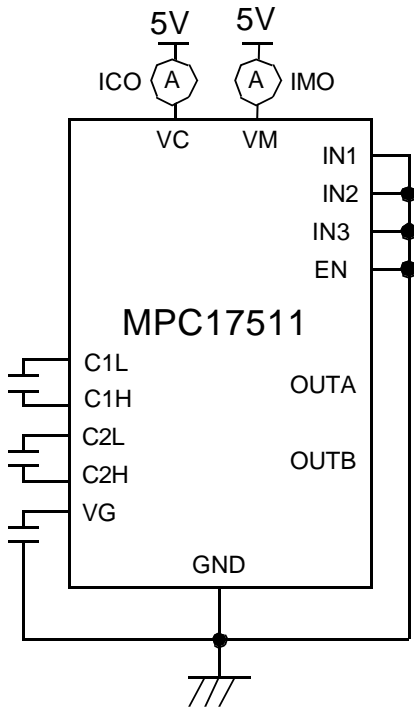 5V 5V
ICO A A IMO
VC VM
IN1
IN2
IN3
EN
MPC17511
C1L
C1H
OUTA
C2L
OUTB
C2H
VG
GND